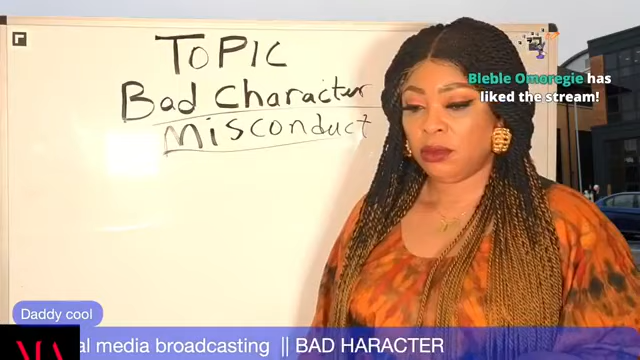 TOPIC
Bad Character
Misconduct
Bleble Omoregie has
liked the stream!
Daddy cool
al media broadcasting || BAD HARACTER